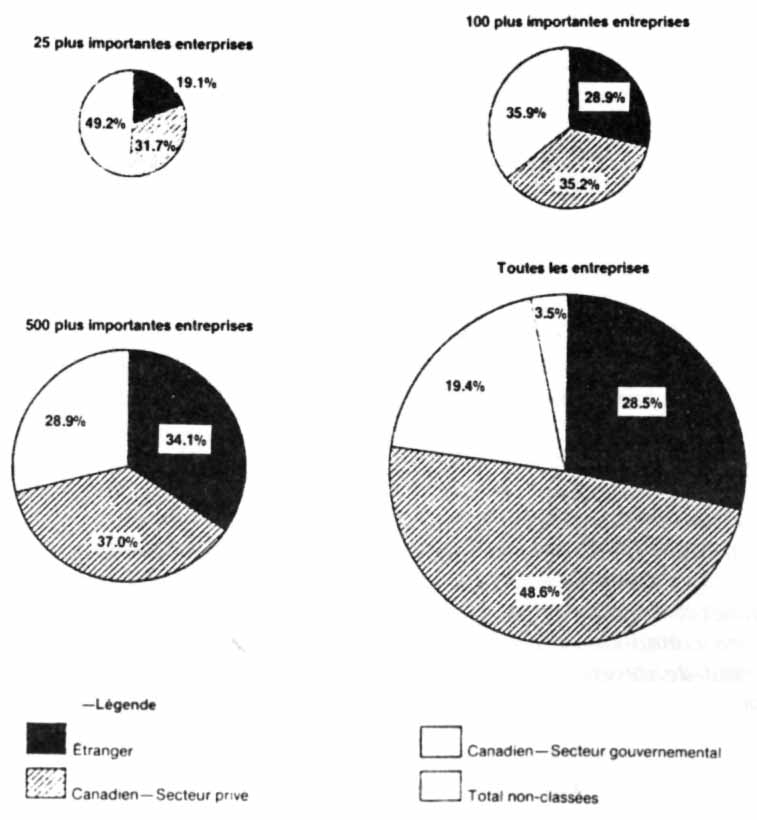 25 plus importantes enterprises
19.1%
49.2%
31.7%
100 plus importantes entreprises
28.9%
35.9%
35.2%
500 plus importantes entreprises
28.9%
34.1%
37.0%
Toutes les entreprises
3.5%
19.4%
28.5%
48.6%
—Légende
Étranger
Canadien—Secteur privé
Canadien—Secteur gouvernemental
Total non-classées